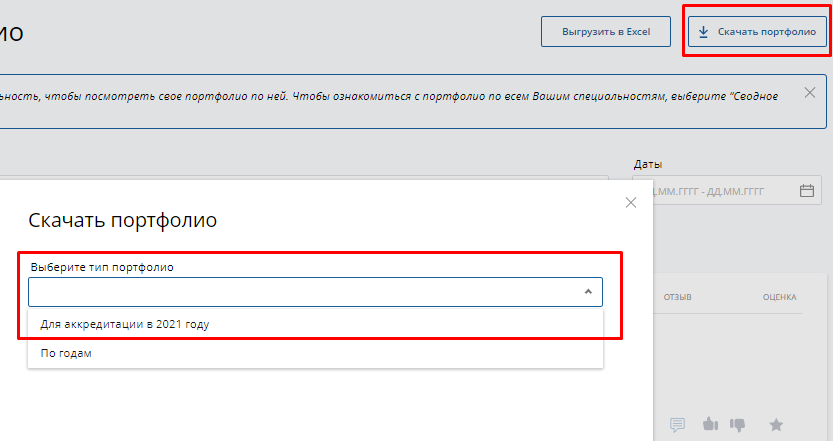 ио
Выгрузить в Excel
Скачать портфолио
ьность, чтобы посмотреть свое портфолио по ней. Чтобы ознакомиться с портфолио по всем Вашим специальностям, выберите "Сводное
Даты
.ММ.ГГГГ - ДД.ММ.ГГГГ
Скачать портфолио
Выберите тип портфолио
Для аккредитации в 2021 году
По годам
ОТЗЫВ
ОЦЕНКА